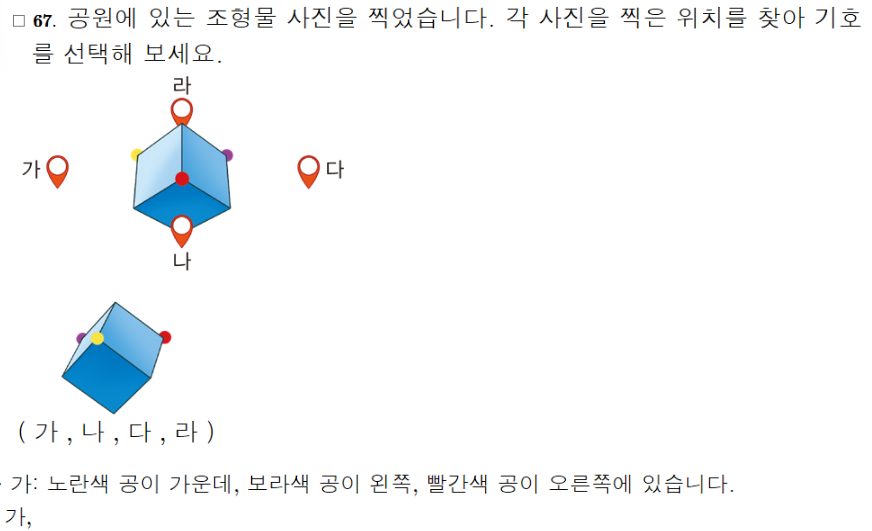 □ 67. 공원에 있는 조형물 사진을 찍었습니다. 각 사진을 찍은 위치를 찾아 기호
를 선택해 보세요.
라
가
다
나
( 가 , 나 , 다 , 라 )
가: 노란색 공이 가운데, 보라색 공이 왼쪽, 빨간색 공이 오른쪽에 있습니다.
가,